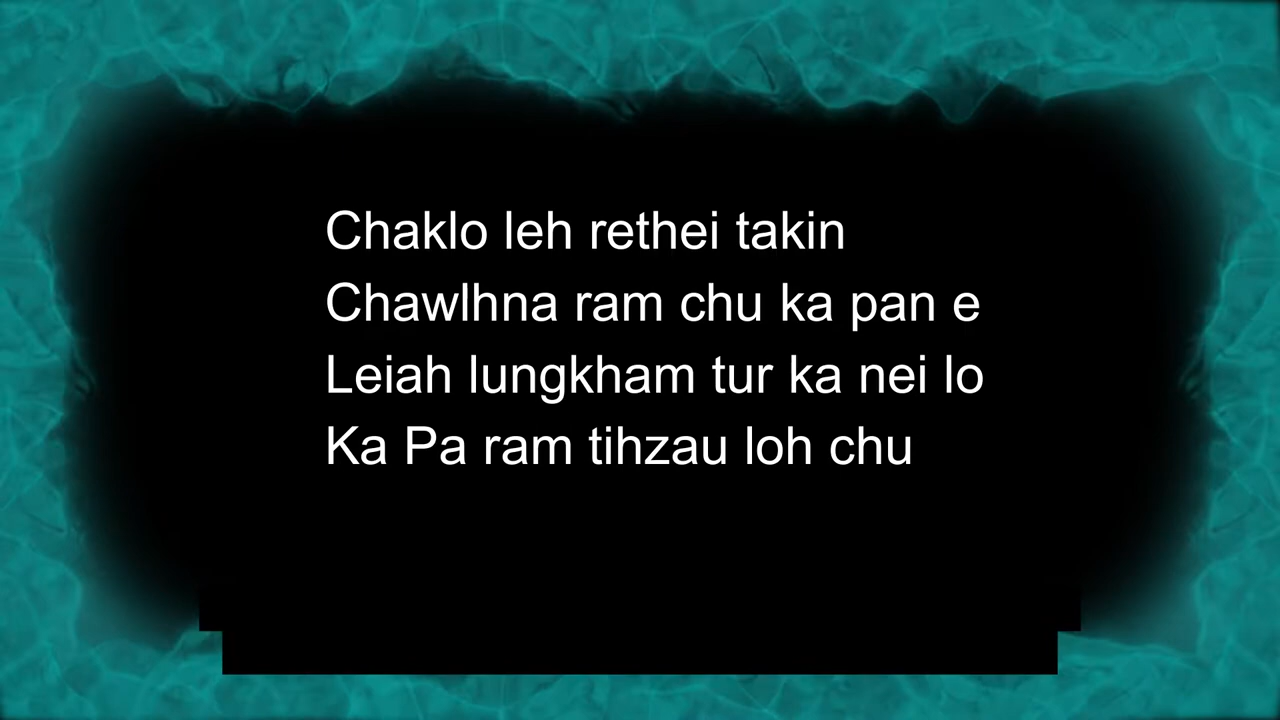 Chaklo leh rethei takin
Chawlhna ram chu ka pan e
Leiah lungkham tur ka nei lo
Ka Pa ram tihzau loh chu